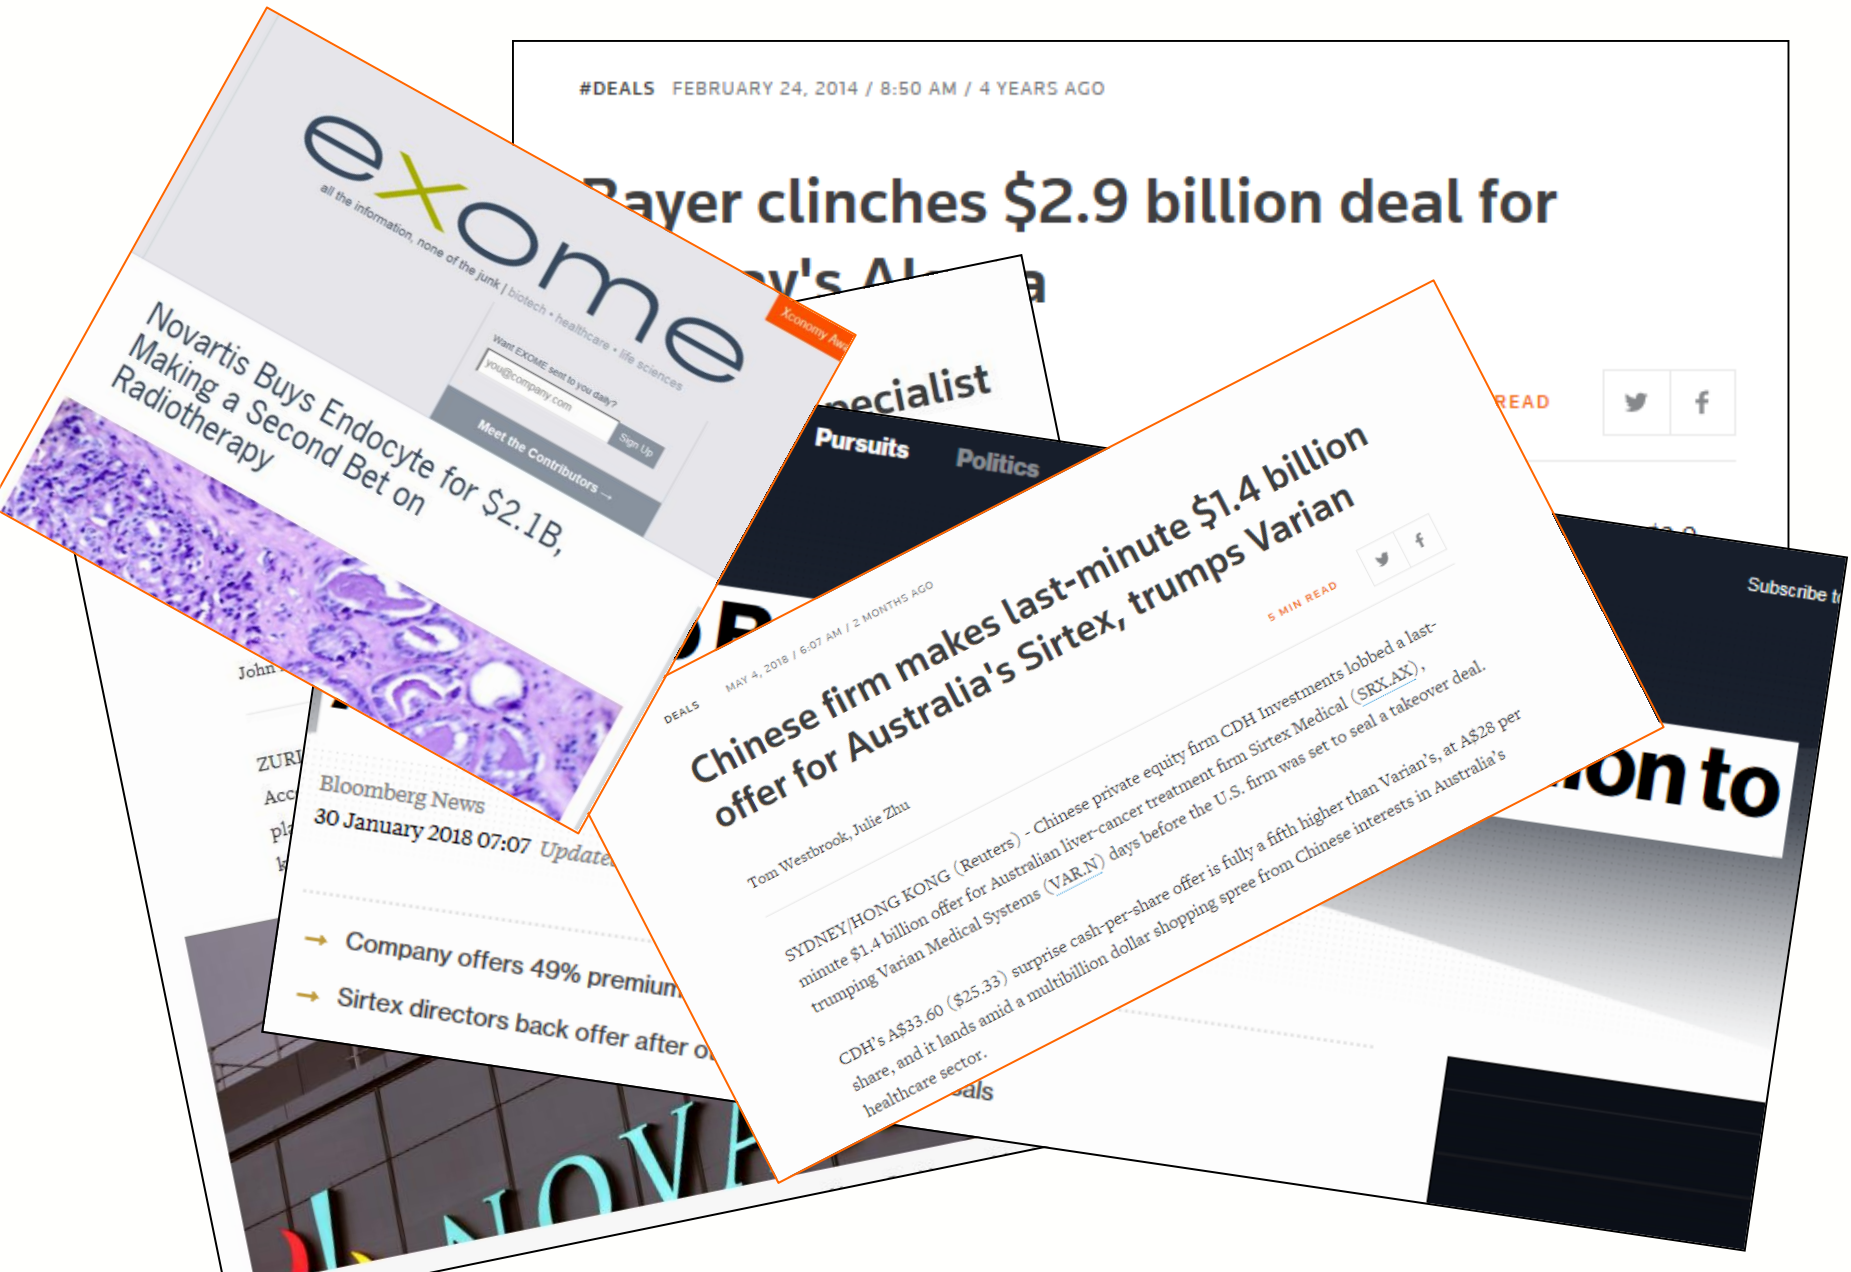 #DEALS FEBRUARY 24, 2014 / 8:50 AM / 4 YEARS AGO
Bayer clinches $2.9 billion deal for
READ
exome
all the information, none of the junk | biotech • healthcare • life sciences
Want EXOME sent to you daily?
you@company.com
Sign Up
Meet the Contributors →
Xconomy
Novartis Buys Endocyte for $2.1B,
Making a Second Bet on
Radiotherapy
Pursuits Politics
Subscribe to
on to
DEALS MAY 4, 2018 / 6:07 AM / 2 MONTHS AGO
Chinese firm makes last-minute $1.4 billion
offer for Australia's Sirtex, trumps Varian
Tom Westbrook, Julie Zhu
5 MIN READ
SYDNEY/HONG KONG (Reuters) - Chinese private equity firm CDH Investments lobbed a last-
minute $1.4 billion offer for Australian liver-cancer treatment firm Sirtex Medical (SRX.AX),
trumping Varian Medical Systems (VAR.N) days before the U.S. firm was set to seal a takeover deal.
CDH's A$33.60 ($25.33) surprise cash-per-share offer is fully a fifth higher than Varian's, at A$28 per
share, and it lands amid a multibillion dollar shopping spree from Chinese interests in Australia's
healthcare sector.
John
Bloomberg News
30 January 2018 07:07
→ Company offers 49% premium
→ Sirtex directors back offer after
NOVA